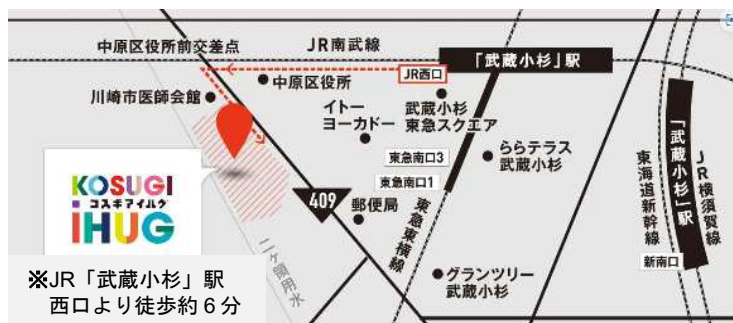 中原区役所前交差点
JR南武線
「武蔵小杉」駅
JR西口
中原区役所
川崎市医師会館
イトー
ヨーカドー
武蔵小杉
東急スクエア
東急南口3
ららテラス
武蔵小杉
東急南口1
409
郵便局
東急東横線
グランツリー
武蔵小杉
東海道新幹線
「武蔵小杉」駅
JR横須賀線
新南口
二ヶ領用水
KOSUGI
コスギアイハグ
iHUG
※JR「武蔵小杉」駅
西口より徒歩約6分